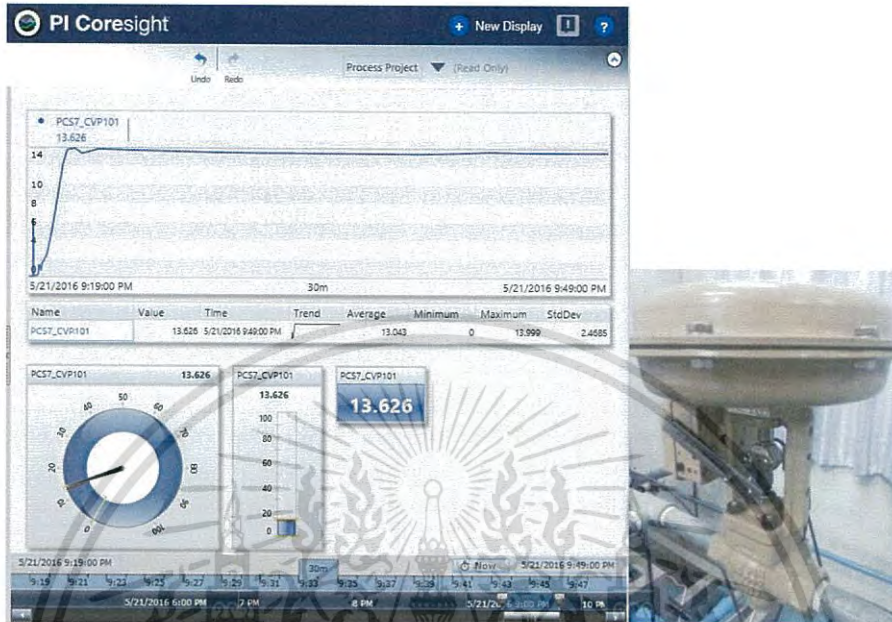 PI Coresight
New Display
?
Undo Redo
Process Project (Read Only)
PCS7_CVP101
13.626
14
10
8
6
4
0
5/21/2016 9:19:00 PM 30m 5/21/2016 9:49:00 PM
Name Value Time Trend Average Minimum Maximum StdDev
PCS7_CVP101 13.626 5/21/2016 9:49:00 PM 13.043 0 13.999 2.4685
PCS7_CVP101 13.626
0 10 20 30 40 50 60 70 80 90 100
PCS7_CVP101
13.626
100
80
60
40
20
0
PCS7_CVP101
13.626
5/21/2016 9:19:00 PM 30m Now 5/21/2016 9:49:00 PM
9:19 9:21 9:23 9:25 9:27 9:29 9:31 9:33 9:35 9:37 9:39 9:41 9:43 9:45 9:47
5/21/2016 6:00 PM 7 PM 8 PM 5/21/2016 9:00 PM 10 PM